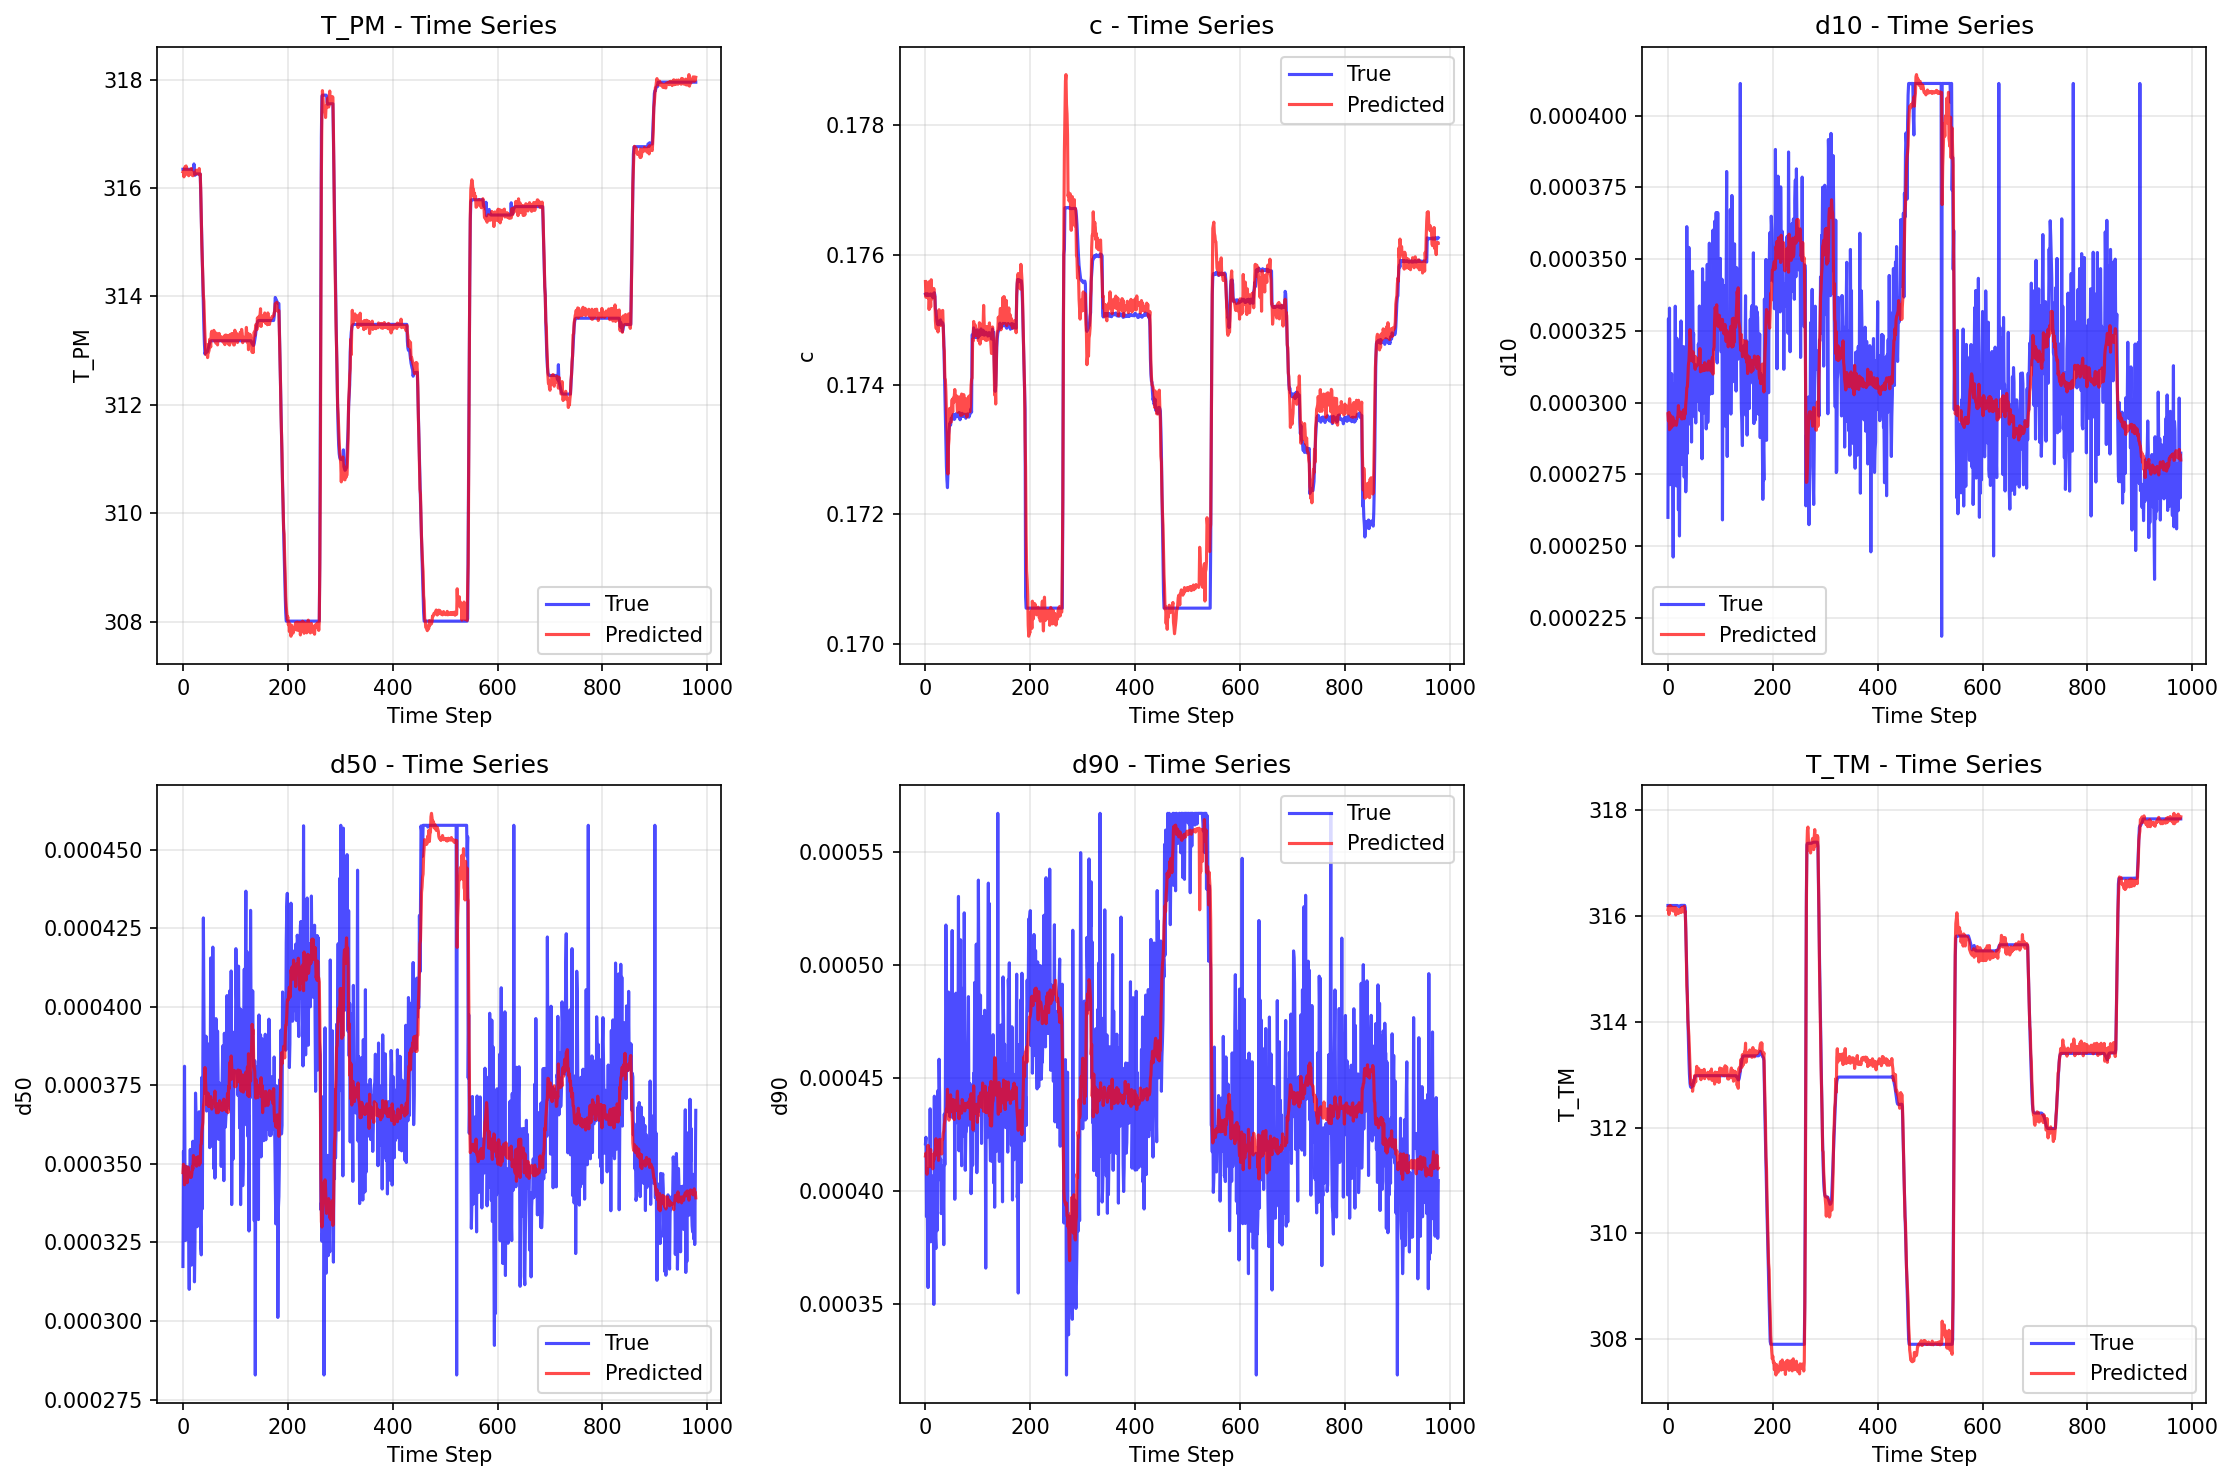 T_PM - Time Series
318
316
314
312
310
308
T_PM
0 200 400 600 800 1000
Time Step
True
Predicted
c - Time Series
0.178
0.176
0.174
0.172
0.170
c
0 200 400 600 800 1000
Time Step
True
Predicted
d10 - Time Series
0.000400
0.000375
0.000350
0.000325
0.000300
0.000275
0.000250
0.000225
d10
0 200 400 600 800 1000
Time Step
True
Predicted
d50 - Time Series
0.000450
0.000425
0.000400
0.000375
0.000350
0.000325
0.000300
0.000275
d50
0 200 400 600 800 1000
Time Step
True
Predicted
d90 - Time Series
0.00055
0.00050
0.00045
0.00040
0.00035
d90
0 200 400 600 800 1000
Time Step
True
Predicted
T_TM - Time Series
318
316
314
312
310
308
T_TM
0 200 400 600 800 1000
Time Step
True
Predicted